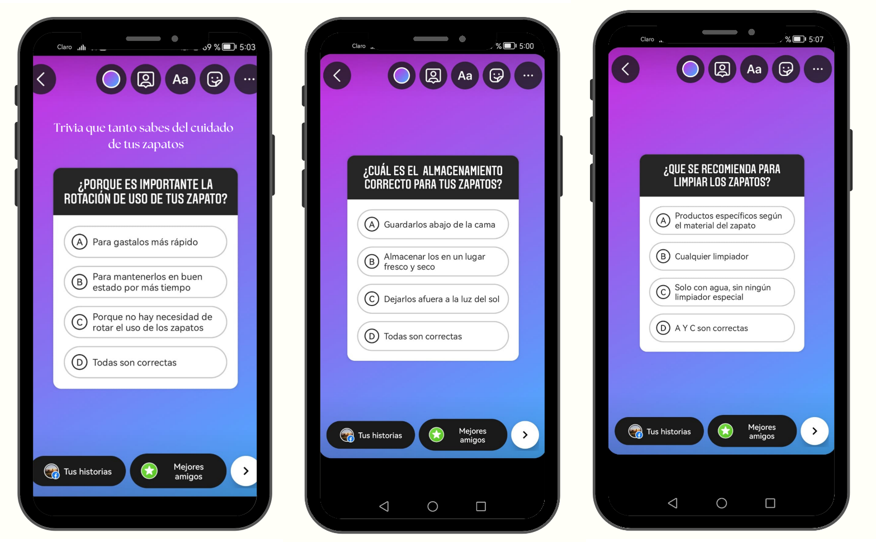 Claro
69 % 5:03
Aa
Trivia que tanto sabes del cuidado
de tus zapatos
¿PORQUE ES IMPORTANTE LA
ROTACIÓN DE USO DE TUS ZAPATO?
A Para gastalos más rápido
B Para mantenerlos en buen
estado por más tiempo
C Porque no hay necesidad de
rotar el uso de los zapatos
D Todas son correctas
Tus historias
Mejores
amigos
Claro
% 5:00
Aa
¿CUÁL ES EL ALMACENAMIENTO
CORRECTO PARA TUS ZAPATOS?
A Guardarlos abajo de la cama
B Almacenar los en un lugar
fresco y seco
C Dejarlos afuera a la luz del sol
D Todas son correctas
Tus historias
Mejores
amigos
Claro
% 5:07
Aa
¿QUE SE RECOMIENDA PARA
LIMPIAR LOS ZAPATOS?
A Productos específicos según
el material del zapato
B Cualquier limpiador
C Solo con agua, sin ningún
limpiador especial
D A Y C son correctas
Tus historias
Mejores
amigos